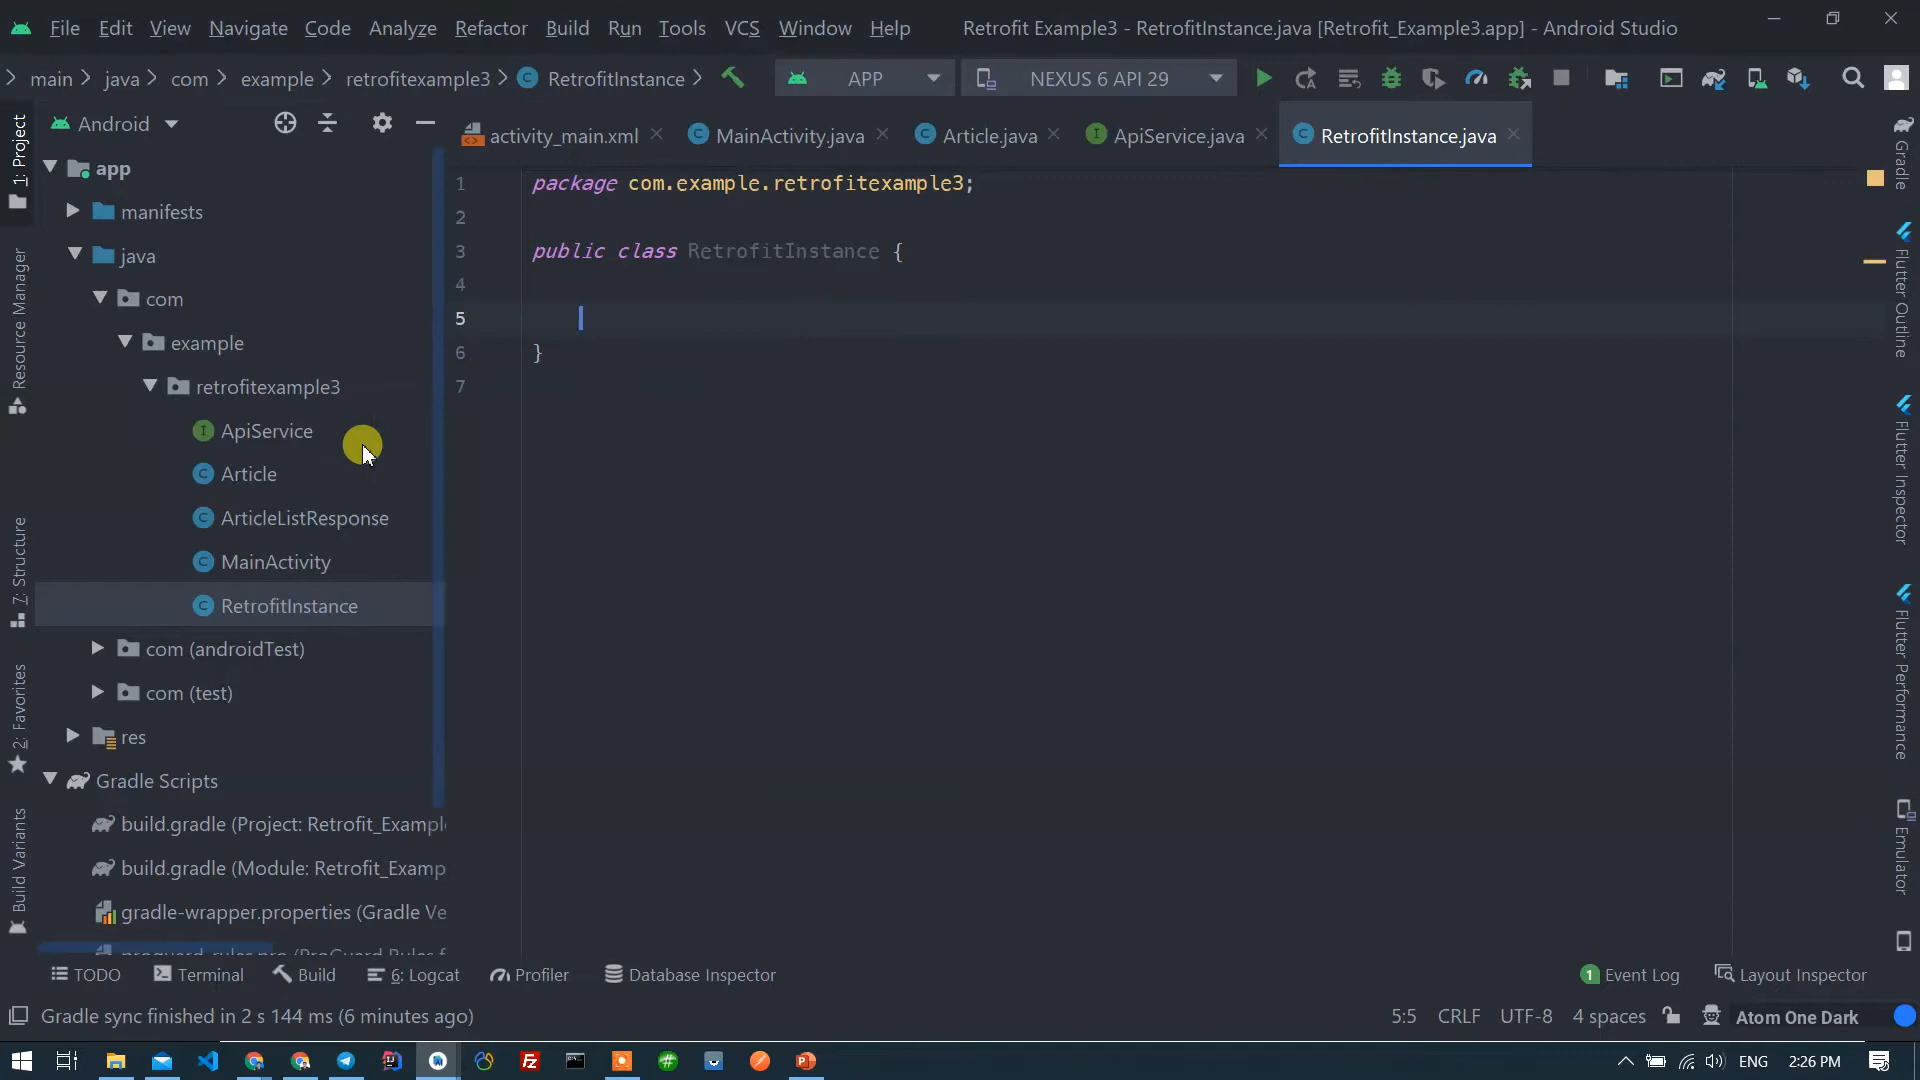 File Edit View Navigate Code Analyze Refactor Build Run Tools VCS Window Help Retrofit Example3 - RetrofitInstance.java [Retrofit_Example3.app] - Android Studio
main java com example retrofitexample3 RetrofitInstance APP NEXUS 6 API 29
Android
activity_main.xml MainActivity.java Article.java ApiService.java RetrofitInstance.java
app
manifests
java
com
example
retrofitexample3
ApiService
Article
ArticleListResponse
MainActivity
RetrofitInstance
com (androidTest)
com (test)
res
Gradle Scripts
build.gradle (Project: Retrofit_Example
build.gradle (Module: Retrofit_Examp
gradle-wrapper.properties (Gradle Ve
1 package com.example.retrofitexample3;
2
3 public class RetrofitInstance {
4
5
6 }
7
1: Project
Resource Manager
7: Structure
2: Favorites
Build Variants
Gradle
Flutter Outline
Flutter Inspector
Flutter Performance
Emulator
TODO Terminal Build 6: Logcat Profiler Database Inspector 1 Event Log Layout Inspector
Gradle sync finished in 2 s 144 ms (6 minutes ago) 5:5 CRLF UTF-8 4 spaces Atom One Dark
ENG 2:26 PM